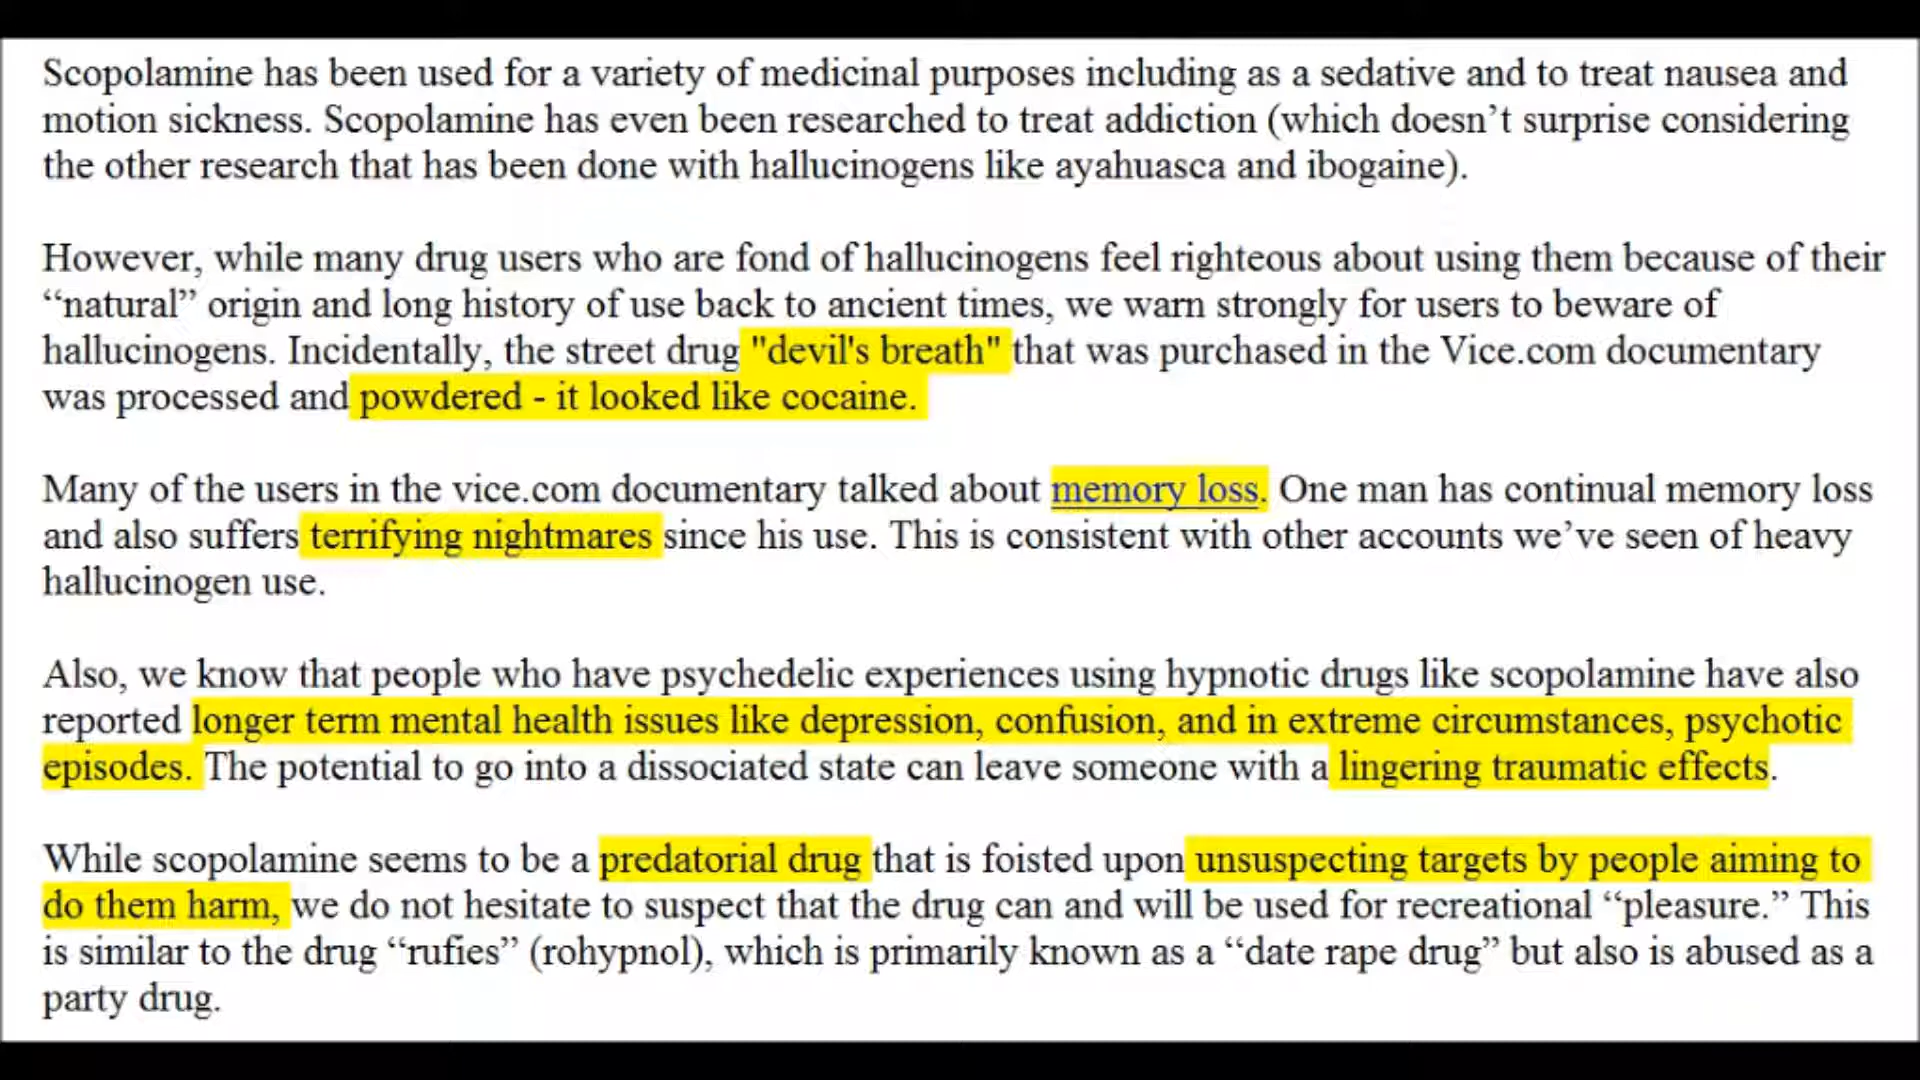 Scopolamine has been used for a variety of medicinal purposes including as a sedative and to treat nausea and
motion sickness. Scopolamine has even been researched to treat addiction (which doesn’t surprise considering
the other research that has been done with hallucinogens like ayahuasca and ibogaine).
However, while many drug users who are fond of hallucinogens feel righteous about using them because of their
“natural” origin and long history of use back to ancient times, we warn strongly for users to beware of
hallucinogens. Incidentally, the street drug "devil's breath" that was purchased in the Vice.com documentary
was processed and powdered - it looked like cocaine.
Many of the users in the vice.com documentary talked about memory loss. One man has continual memory loss
and also suffers terrifying nightmares since his use. This is consistent with other accounts we’ve seen of heavy
hallucinogen use.
Also, we know that people who have psychedelic experiences using hypnotic drugs like scopolamine have also
reported longer term mental health issues like depression, confusion, and in extreme circumstances, psychotic
episodes. The potential to go into a dissociated state can leave someone with a lingering traumatic effects.
While scopolamine seems to be a predatorial drug that is foisted upon unsuspecting targets by people aiming to
do them harm, we do not hesitate to suspect that the drug can and will be used for recreational “pleasure.” This
is similar to the drug “rufies” (rohypnol), which is primarily known as a “date rape drug” but also is abused as a
party drug.